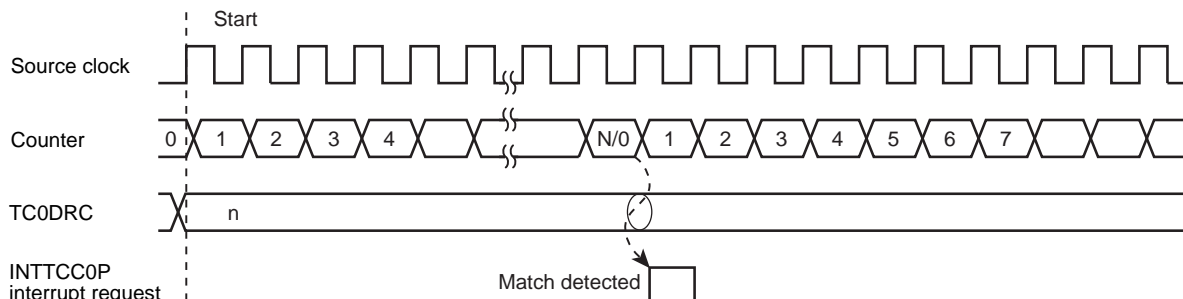 Start
Source clock
Counter 0 1 2 3 4 N/0 1 2 3 4 5 6 7
TC0DRC n
INTTCC0P
interrupt request Match detected